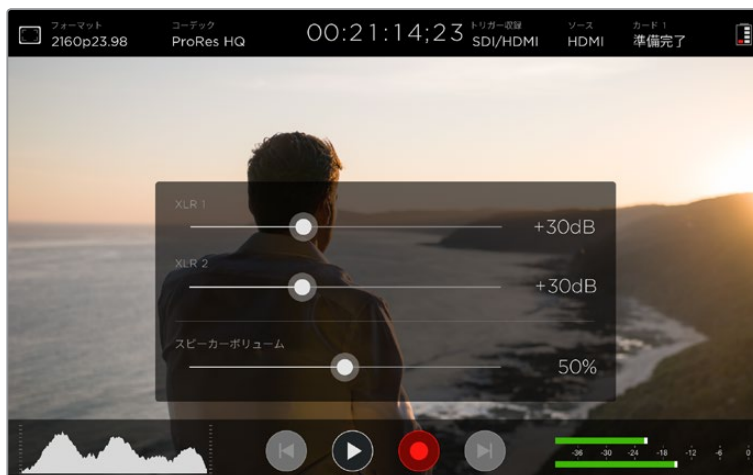 フォーマット
2160p23.98
コーデック
ProRes HQ
00:21:14;23
トリガー収録
SDI/HDMI
ソース
HDMI
カード 1
準備完了
XLR 1
+30dB
XLR 2
+30dB
スピーカーボリューム
50%
-36 -30 -24 -18 -12 -6 0